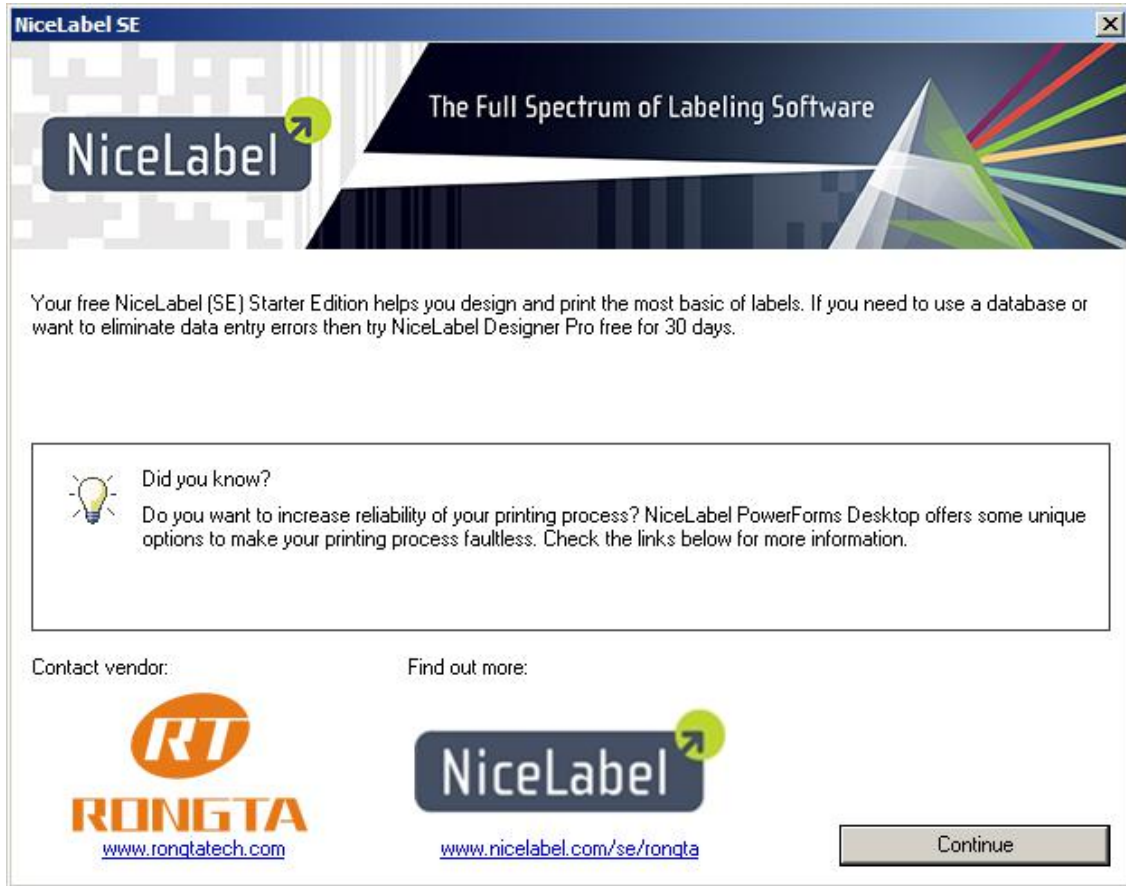 NiceLabel SE
The Full Spectrum of Labeling Software
NiceLabel
Your free NiceLabel (SE) Starter Edition helps you design and print the most basic of labels. If you need to use a database or
want to eliminate data entry errors then try NiceLabel Designer Pro free for 30 days.
Did you know?
Do you want to increase reliability of your printing process? NiceLabel PowerForms Desktop offers some unique
options to make your printing process faultless. Check the links below for more information.
Contact vendor:
Find out more:
RT
RONGTA
NiceLabel
www.rongtatech.com
www.nicelabel.com/se/rongta
Continue